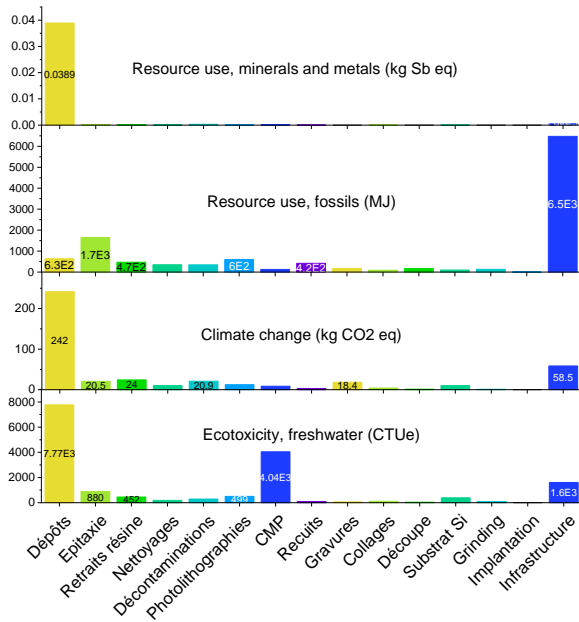 0.04
0.03
0.02
0.01
0.00
Resource use, minerals and metals (kg Sb eq)
0.0389
6000
5000
4000
3000
2000
1000
0
Resource use, fossils (MJ)
6.3E2
1.7E3
4.7E2
6E2
4.2E2
6.5E3
200
100
0
Climate change (kg CO2 eq)
242
20.5
24
20.9
18.4
58.5
8000
6000
4000
2000
0
Ecotoxicity, freshwater (CTUe)
7.77E3
880
452
499
4.04E3
1.6E3
Dépôts
Epitaxie
Retraits résine
Nettoyages
Décontaminations
Photolithographies
CMP
Recuits
Gravures
Collages
Découpe
Substrat Si
Grinding
Implantation
Infrastructure